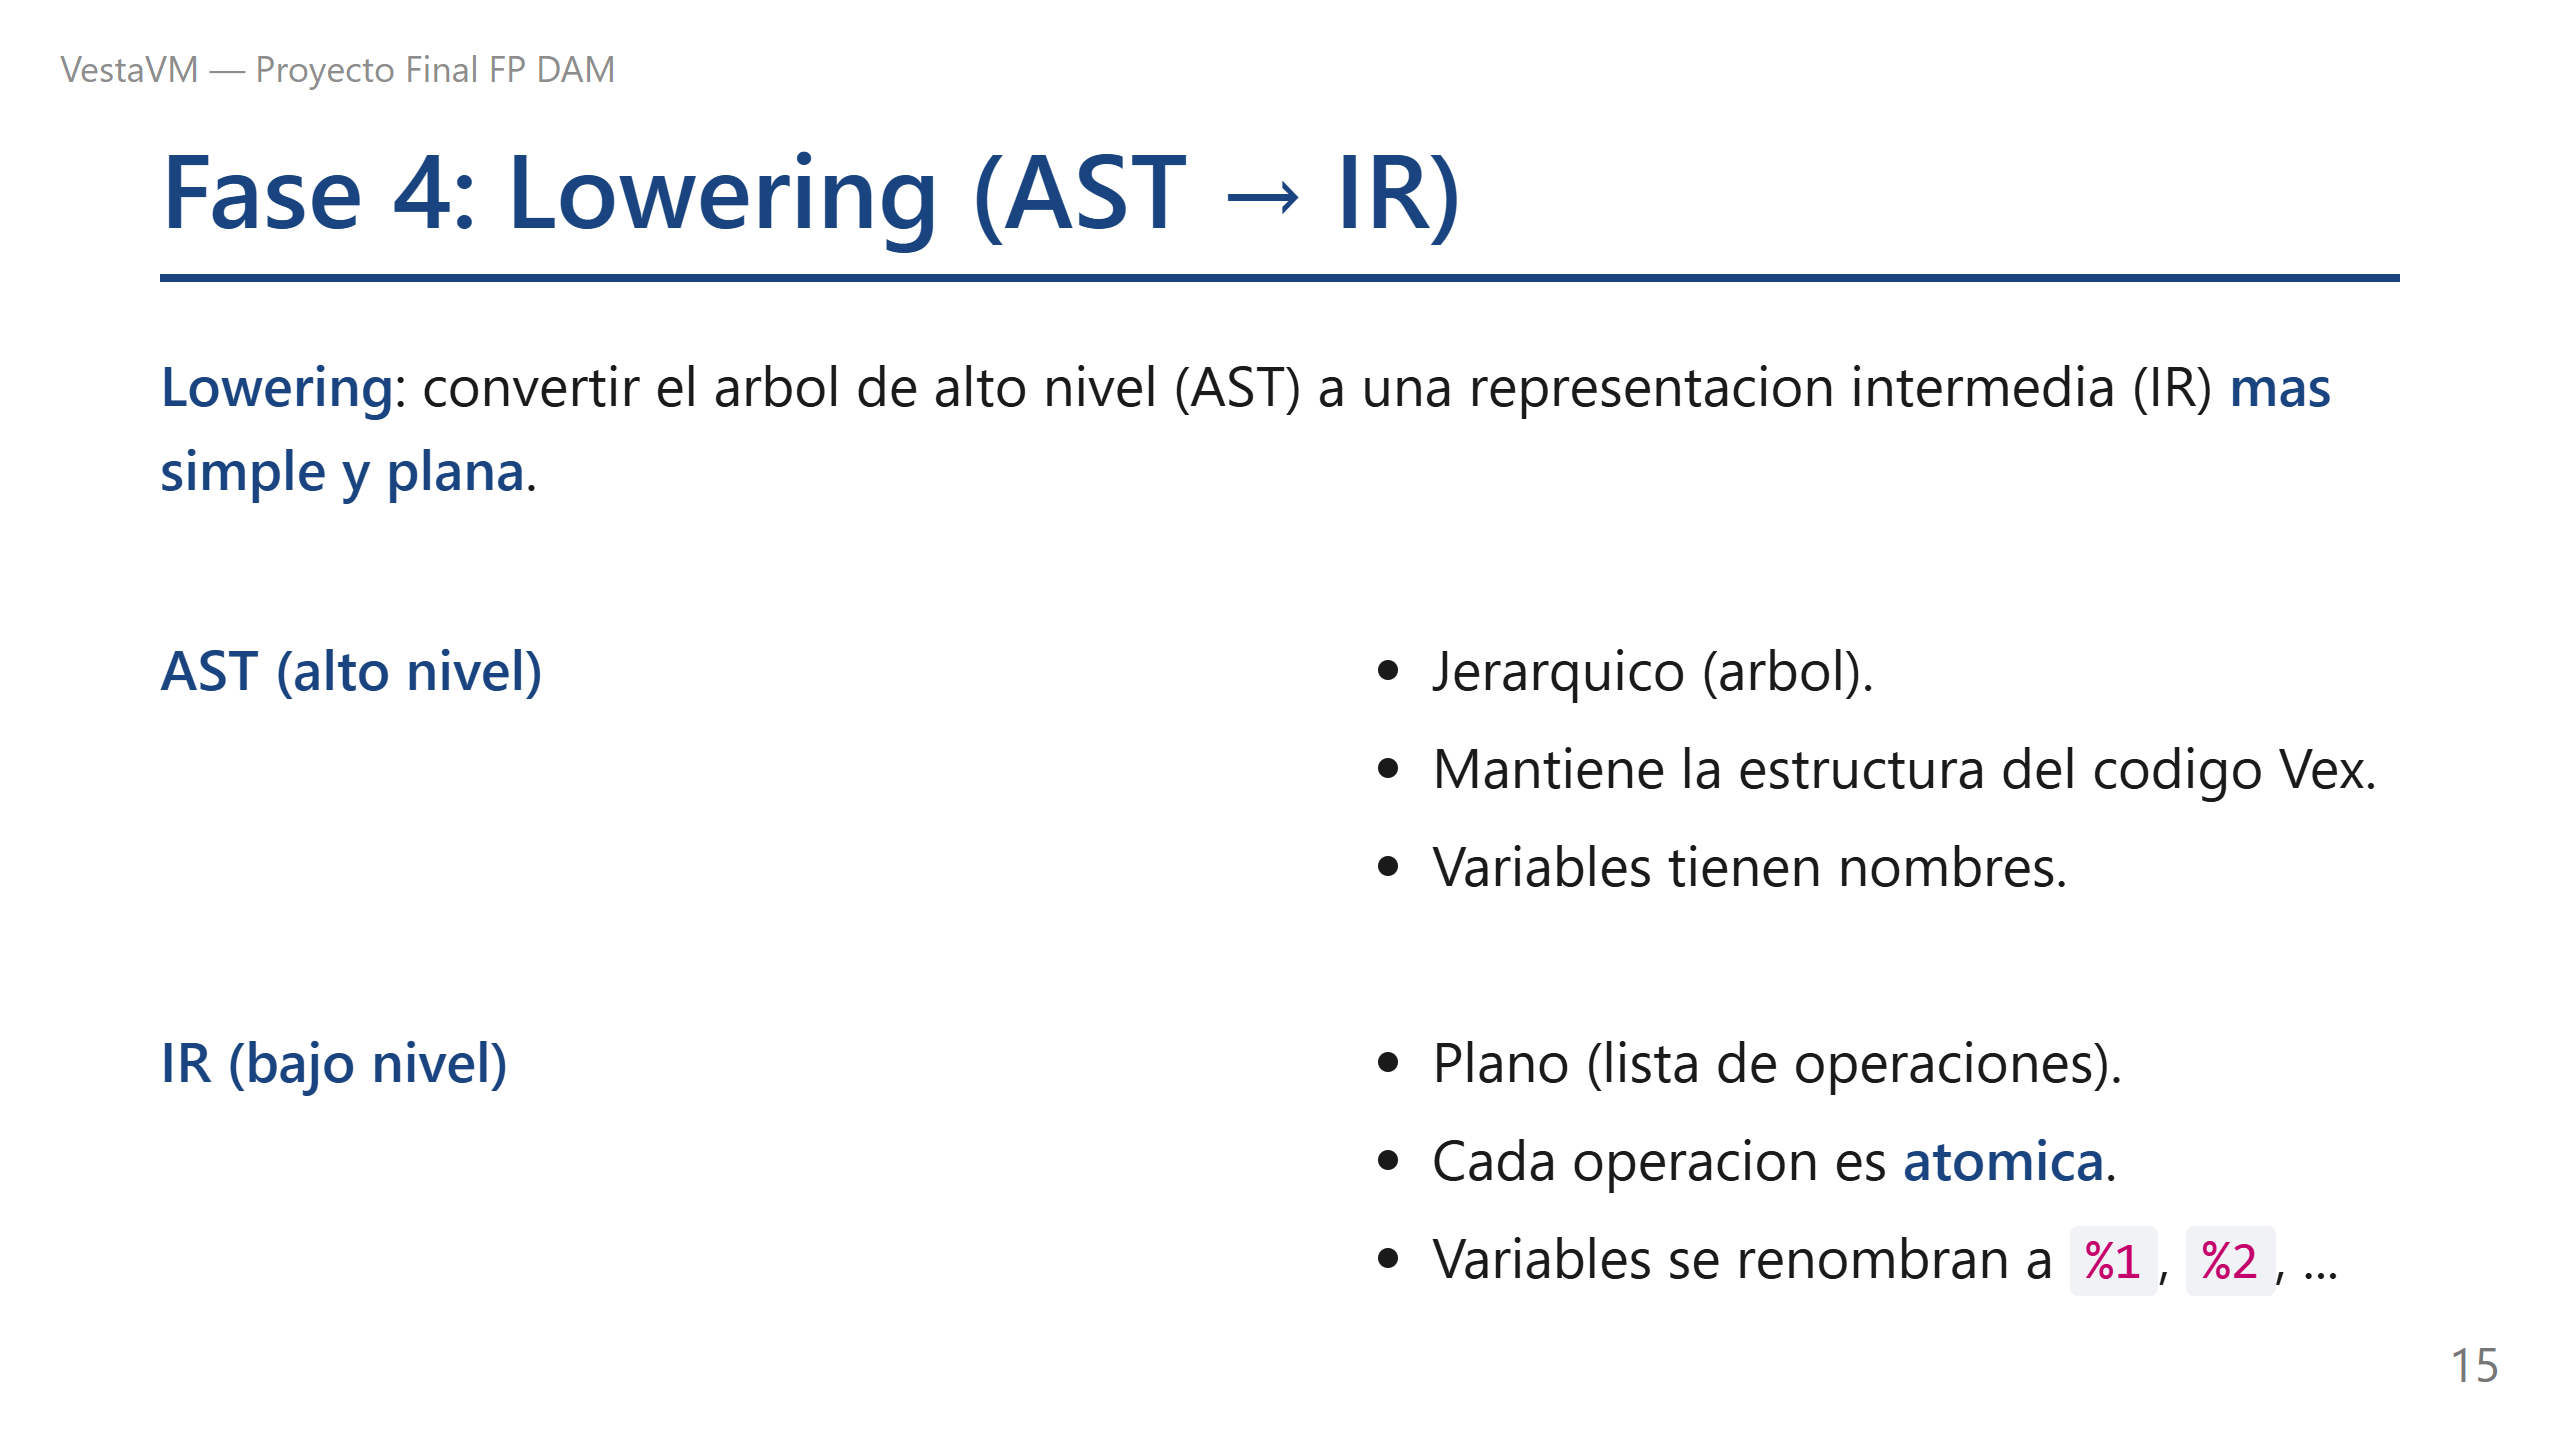 VestaVM — Proyecto Final FP DAM
Fase 4: Lowering (AST → IR)
Lowering: convertir el arbol de alto nivel (AST) a una representacion intermedia (IR) mas
simple y plana.
AST (alto nivel)
• Jerarquico (arbol).
• Mantiene la estructura del codigo Vex.
• Variables tienen nombres.
IR (bajo nivel)
• Plano (lista de operaciones).
• Cada operacion es atomica.
• Variables se renombran a %1, %2, ...
15